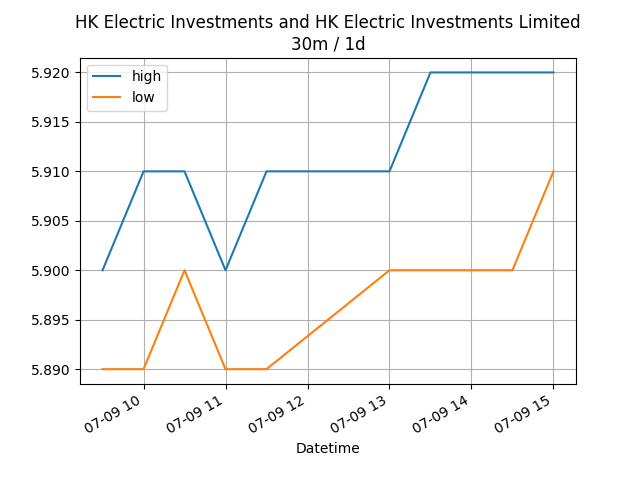 HK Electric Investments and HK Electric Investments Limited
30m / 1d
high
low
5.920
5.915
5.910
5.905
5.900
5.895
5.890
07-09 10
07-09 11
07-09 12
07-09 13
07-09 14
07-09 15
Datetime